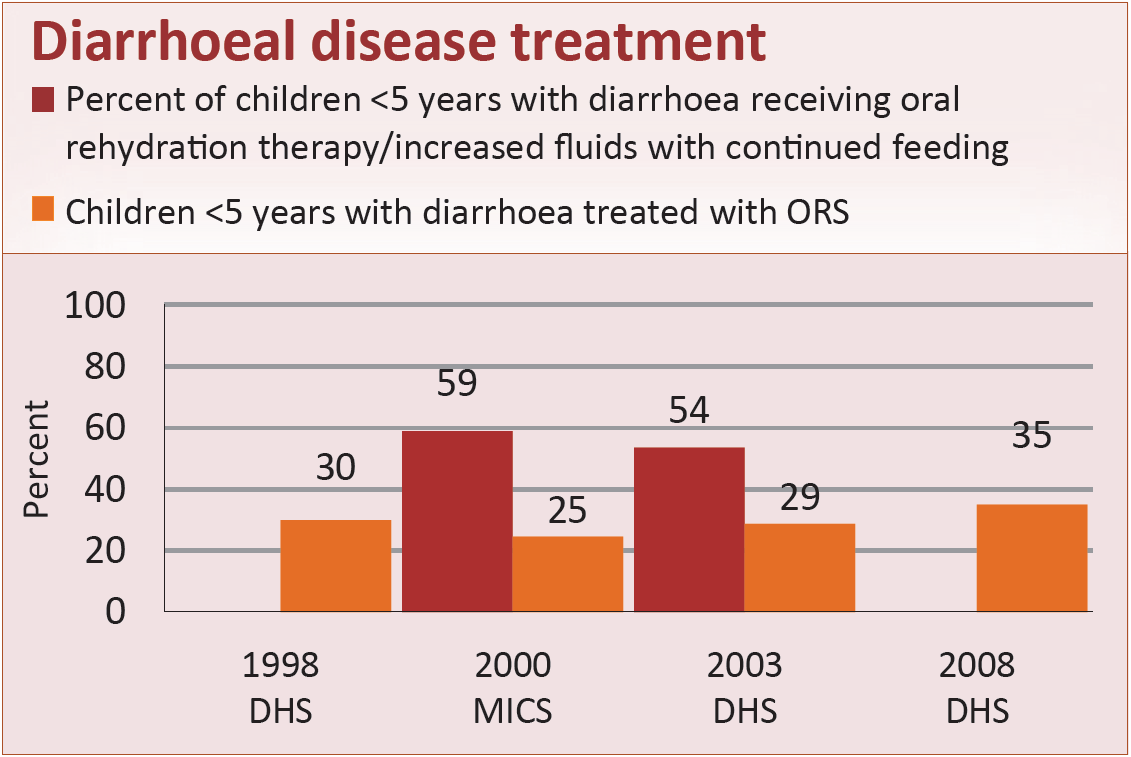 Diarrhoeal disease treatment
Percent of children <5 years with diarrhoea receiving oral
rehydration therapy/increased fluids with continued feeding
Children <5 years with diarrhoea treated with ORS
Percent
100
80
60
40
20
0
30
59
25
54
29
35
1998 2000 2003 2008
DHS MICS DHS DHS